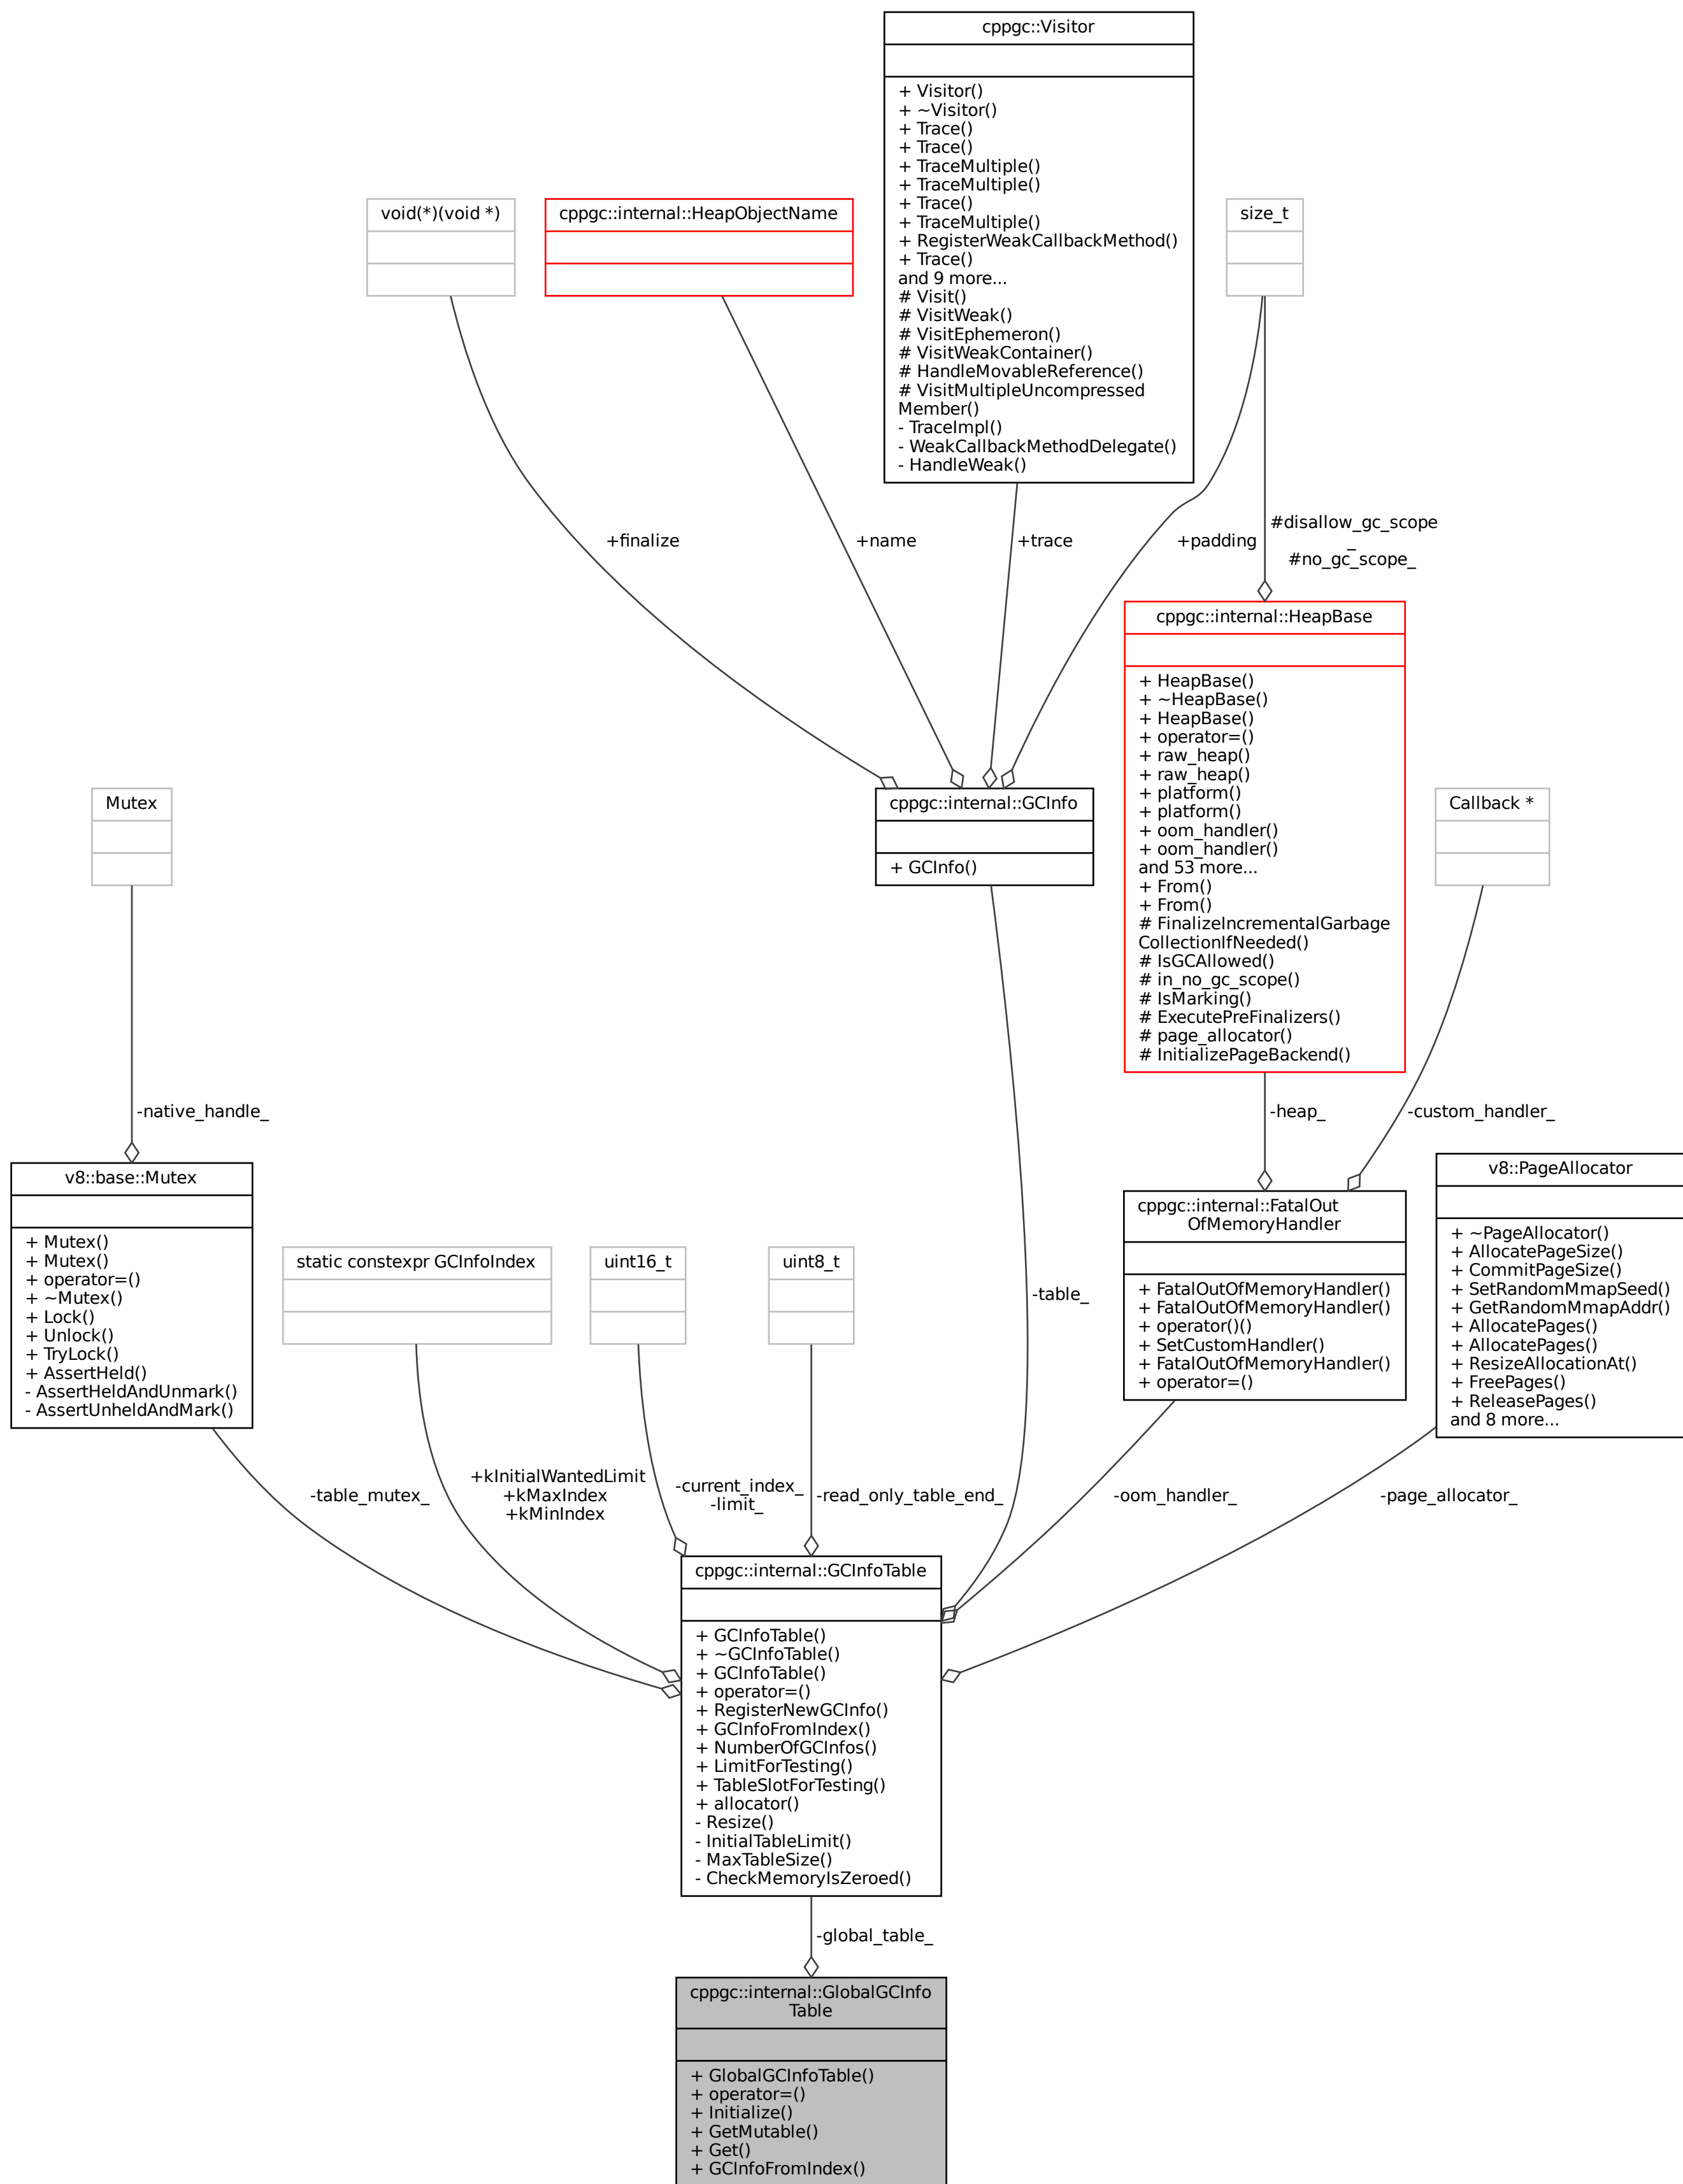 cppgc::Visitor
+ Visitor()
+ ~Visitor()
+ Trace()
+ Trace()
+ TraceMultiple()
+ TraceMultiple()
+ Trace()
+ TraceMultiple()
+ RegisterWeakCallbackMethod()
+ Trace()
and 9 more...
# Visit()
# VisitWeak()
# VisitEphemeron()
# VisitWeakContainer()
# HandleMovableReference()
# VisitMultipleUncompressed
Member()
- TraceImpl()
- WeakCallbackMethodDelegate()
- HandleWeak()
void(*)(void *)
cppgc::internal::HeapObjectName
size_t
+finalize
+name
+trace
+padding
#disallow_gc_scope
_
#no_gc_scope_
cppgc::internal::HeapBase
+ HeapBase()
+ ~HeapBase()
+ HeapBase()
+ operator=()
+ raw_heap()
+ raw_heap()
+ platform()
+ platform()
+ oom_handler()
+ oom_handler()
and 53 more...
+ From()
+ From()
# FinalizeIncrementalGarbage
CollectionIfNeeded()
# IsGCAllowed()
# in_no_gc_scope()
# IsMarking()
# ExecutePreFinalizers()
# page_allocator()
# InitializePageBackend()
Mutex
cppgc::internal::GCInfo
+ GCInfo()
Callback *
-native_handle_
-heap_
-custom_handler_
v8::base::Mutex
+ Mutex()
+ Mutex()
+ operator=()
+ ~Mutex()
+ Lock()
+ Unlock()
+ TryLock()
+ AssertHeld()
- AssertHeldAndUnmark()
- AssertUnheldAndMark()
static constexpr GCInfoIndex
uint16_t
uint8_t
-table_
cppgc::internal::FatalOut
OfMemoryHandler
+ FatalOutOfMemoryHandler()
+ FatalOutOfMemoryHandler()
+ operator()()
+ SetCustomHandler()
+ FatalOutOfMemoryHandler()
+ operator=()
v8::PageAllocator
+ ~PageAllocator()
+ AllocatePageSize()
+ CommitPageSize()
+ SetRandomMmapSeed()
+ GetRandomMmapAddr()
+ AllocatePages()
+ AllocatePages()
+ ResizeAllocationAt()
+ FreePages()
+ ReleasePages()
and 8 more...
-table_mutex_
+kInitialWantedLimit
+kMaxIndex
+kMinIndex
-current_index_
-limit_
-read_only_table_end_
-oom_handler_
-page_allocator_
cppgc::internal::GCInfoTable
+ GCInfoTable()
+ ~GCInfoTable()
+ GCInfoTable()
+ operator=()
+ RegisterNewGCInfo()
+ GCInfoFromIndex()
+ NumberOfGCInfos()
+ LimitForTesting()
+ TableSlotForTesting()
+ allocator()
- Resize()
- InitialTableLimit()
- MaxTableSize()
- CheckMemoryIsZeroed()
-global_table_
cppgc::internal::GlobalGCInfo
Table
+ GlobalGCInfoTable()
+ operator=()
+ Initialize()
+ GetMutable()
+ Get()
+ GCInfoFromIndex()